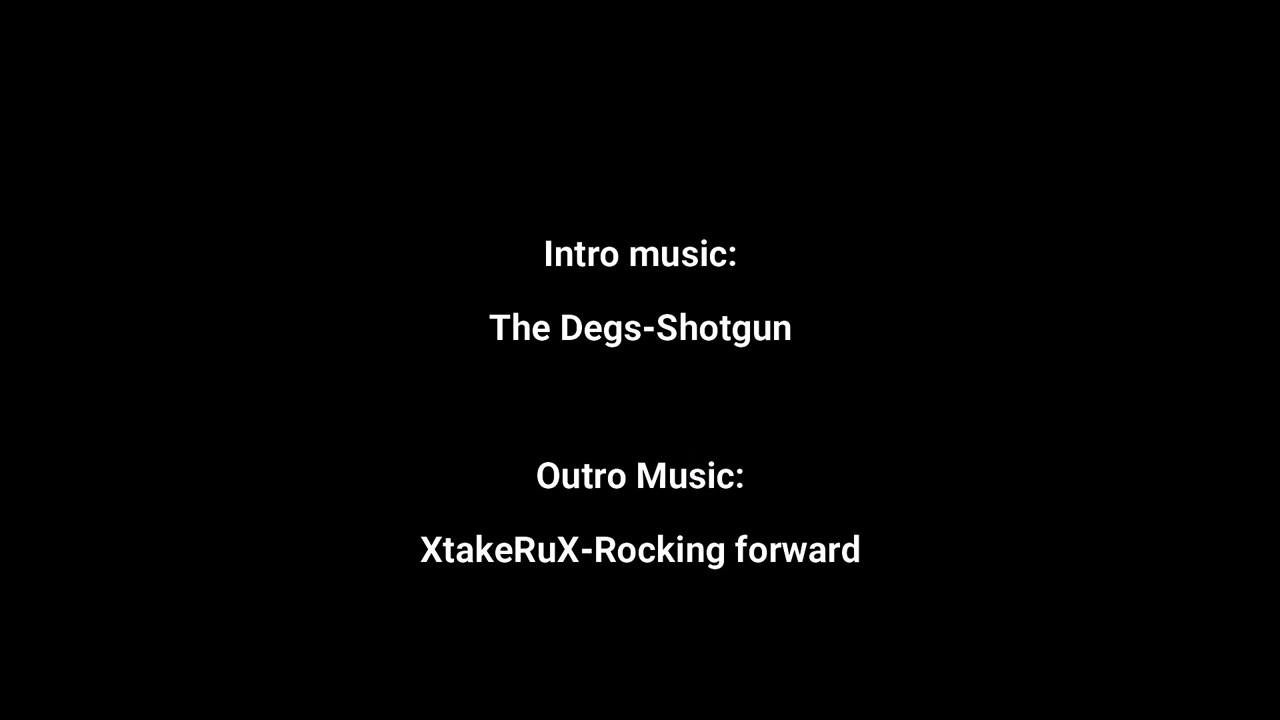 Intro music:
The Degs-Shotgun
Outro Music:
XtakeRuX-Rocking forward